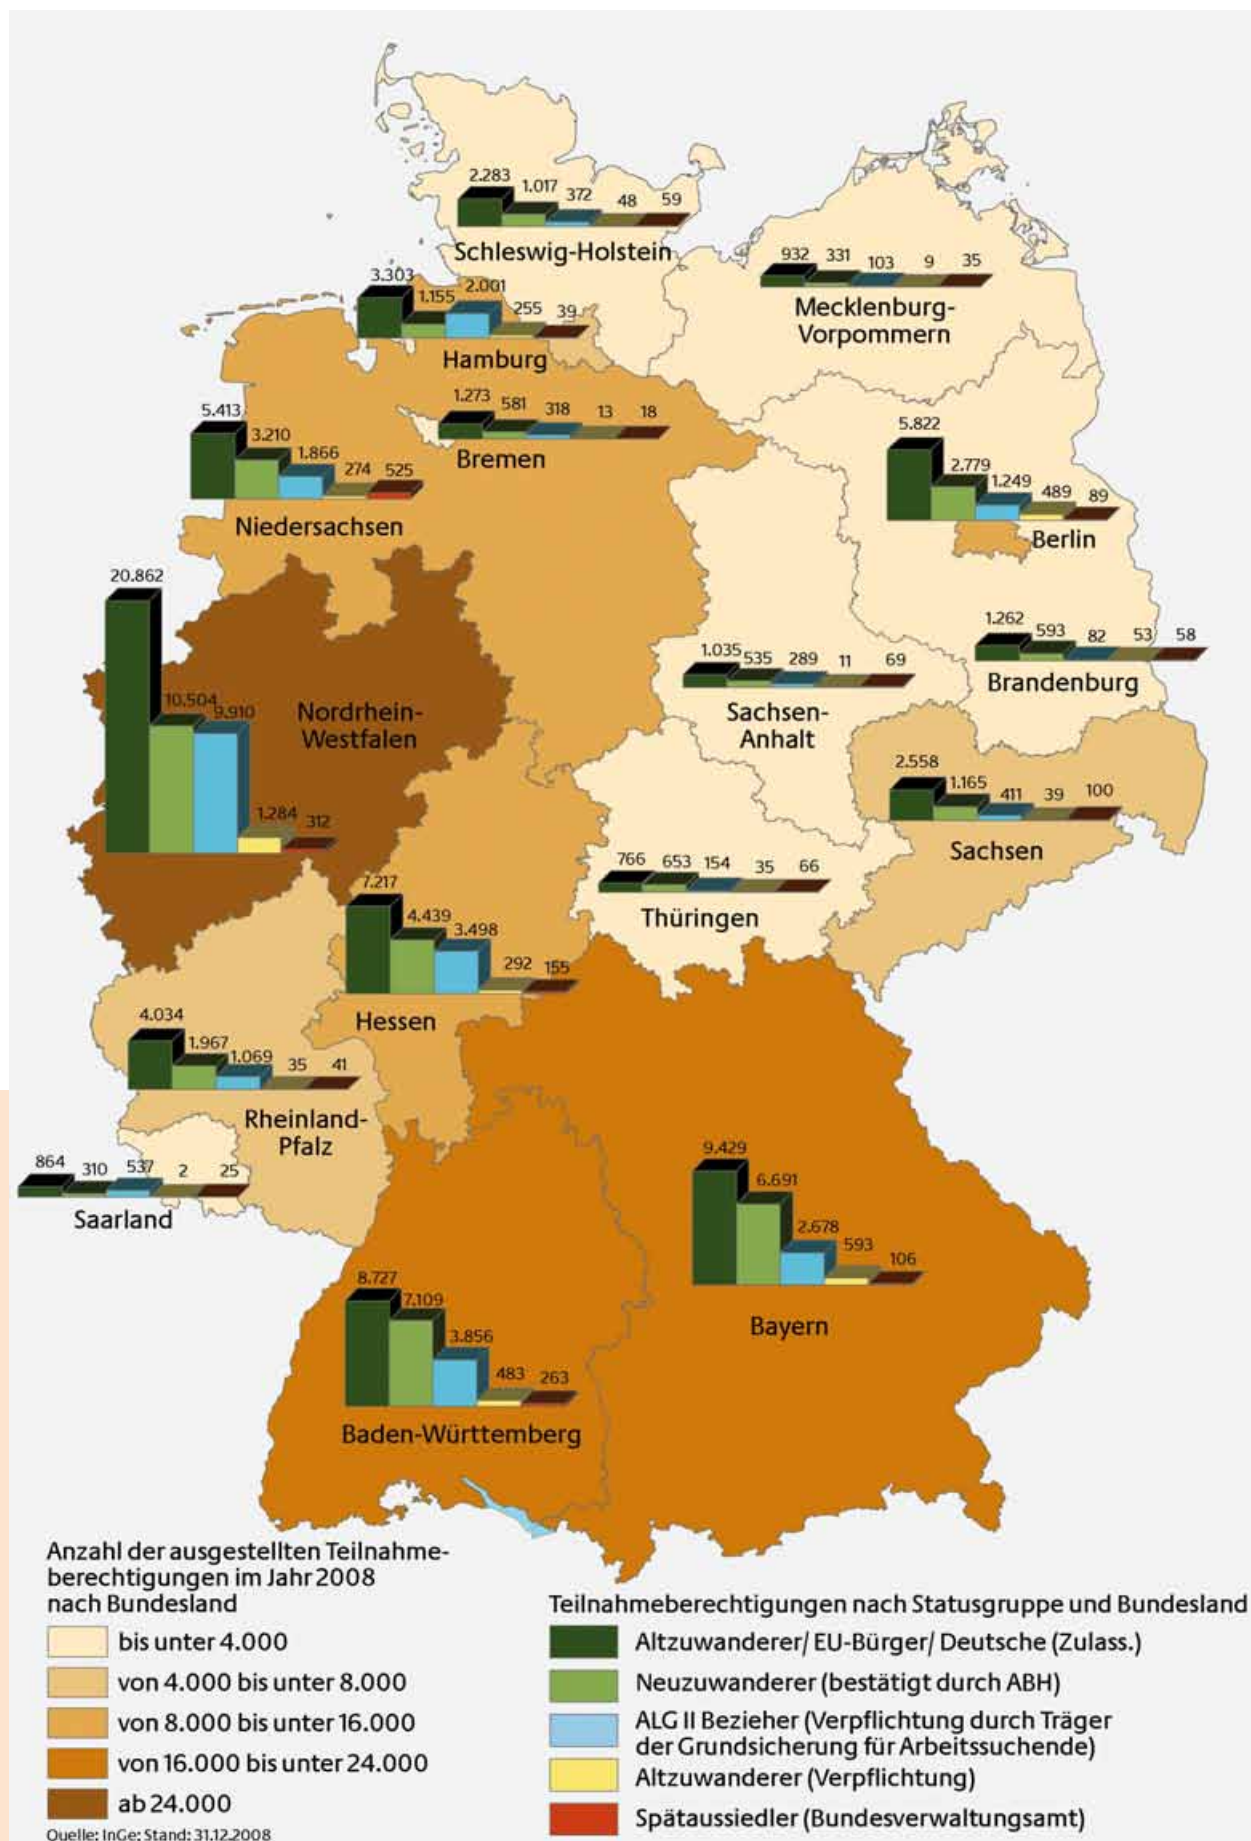 2.283 1.017 372 48 59
Schleswig-Holstein
932 331 103 9 35
Mecklenburg-
Vorpommern
3.303 1.155 2.001 255 39
Hamburg
1.273 581 318 13 18
Bremen
5.413 3.210 1.866 274 525
Niedersachsen
5.822 2.779 1.249 489 89
Berlin
20.862 10.504 9.910 1.284 312
Nordrhein-
Westfalen
1.262 593 82 53 58
Brandenburg
1.035 535 289 11 69
Sachsen-
Anhalt
2.558 1.165 411 39 100
Sachsen
766 653 154 35 66
Thüringen
7.217 4.439 3.498 292 155
Hessen
4.034 1.967 1.069 35 41
Rheinland-
Pfalz
864 310 537 2 25
Saarland
9.429 6.691 2.678 593 106
Bayern
8.727 7.109 3.856 483 263
Baden-Württemberg
Anzahl der ausgestellten Teilnahme-
berechtigungen im Jahr 2008
nach Bundesland
bis unter 4.000
von 4.000 bis unter 8.000
von 8.000 bis unter 16.000
von 16.000 bis unter 24.000
ab 24.000
Quelle: InGe; Stand: 31.12.2008
Teilnahmeberechtigungen nach Statusgruppe und Bundesland
Altzuwanderer/ EU-Bürger/ Deutsche (Zulass.)
Neuzuwanderer (bestätigt durch ABH)
ALG II Bezieher (Verpflichtung durch Träger
der Grundsicherung für Arbeitssuchende)
Altzuwanderer (Verpflichtung)
Spätaussiedler (Bundesverwaltungsamt)